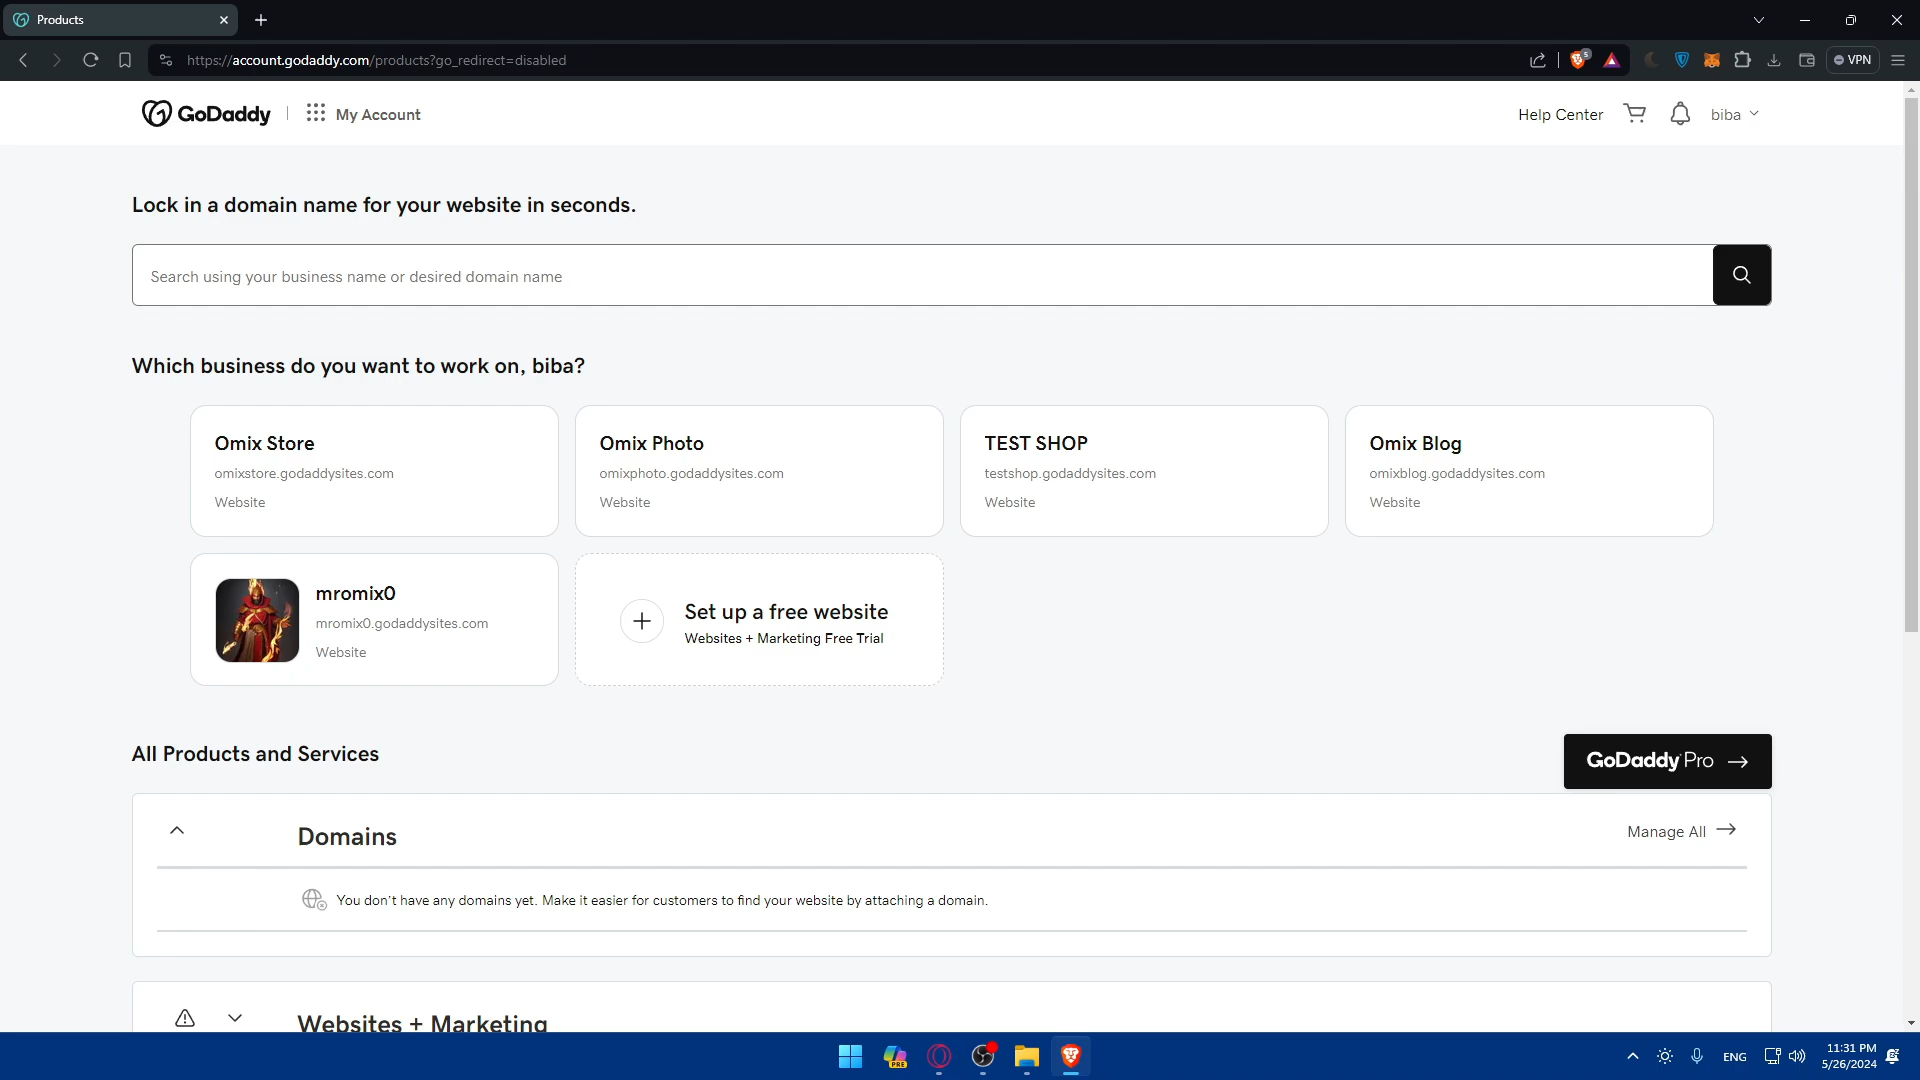 Products
https://account.godaddy.com/products?go_redirect=disabled
5
VPN
GoDaddy
My Account
Help Center
biba
Lock in a domain name for your website in seconds.
Search using your business name or desired domain name
Which business do you want to work on, biba?
Omix Store
omixstore.godaddysites.com
Website
Omix Photo
omixphoto.godaddysites.com
Website
TEST SHOP
testshop.godaddysites.com
Website
Omix Blog
omixblog.godaddysites.com
Website
mromix0
mromix0.godaddysites.com
Website
Set up a free website
Websites + Marketing Free Trial
All Products and Services
GoDaddy Pro
Domains
Manage All
You don't have any domains yet. Make it easier for customers to find your website by attaching a domain.
Websites + Marketing
PRE
ENG
11:31 PM
5/26/2024